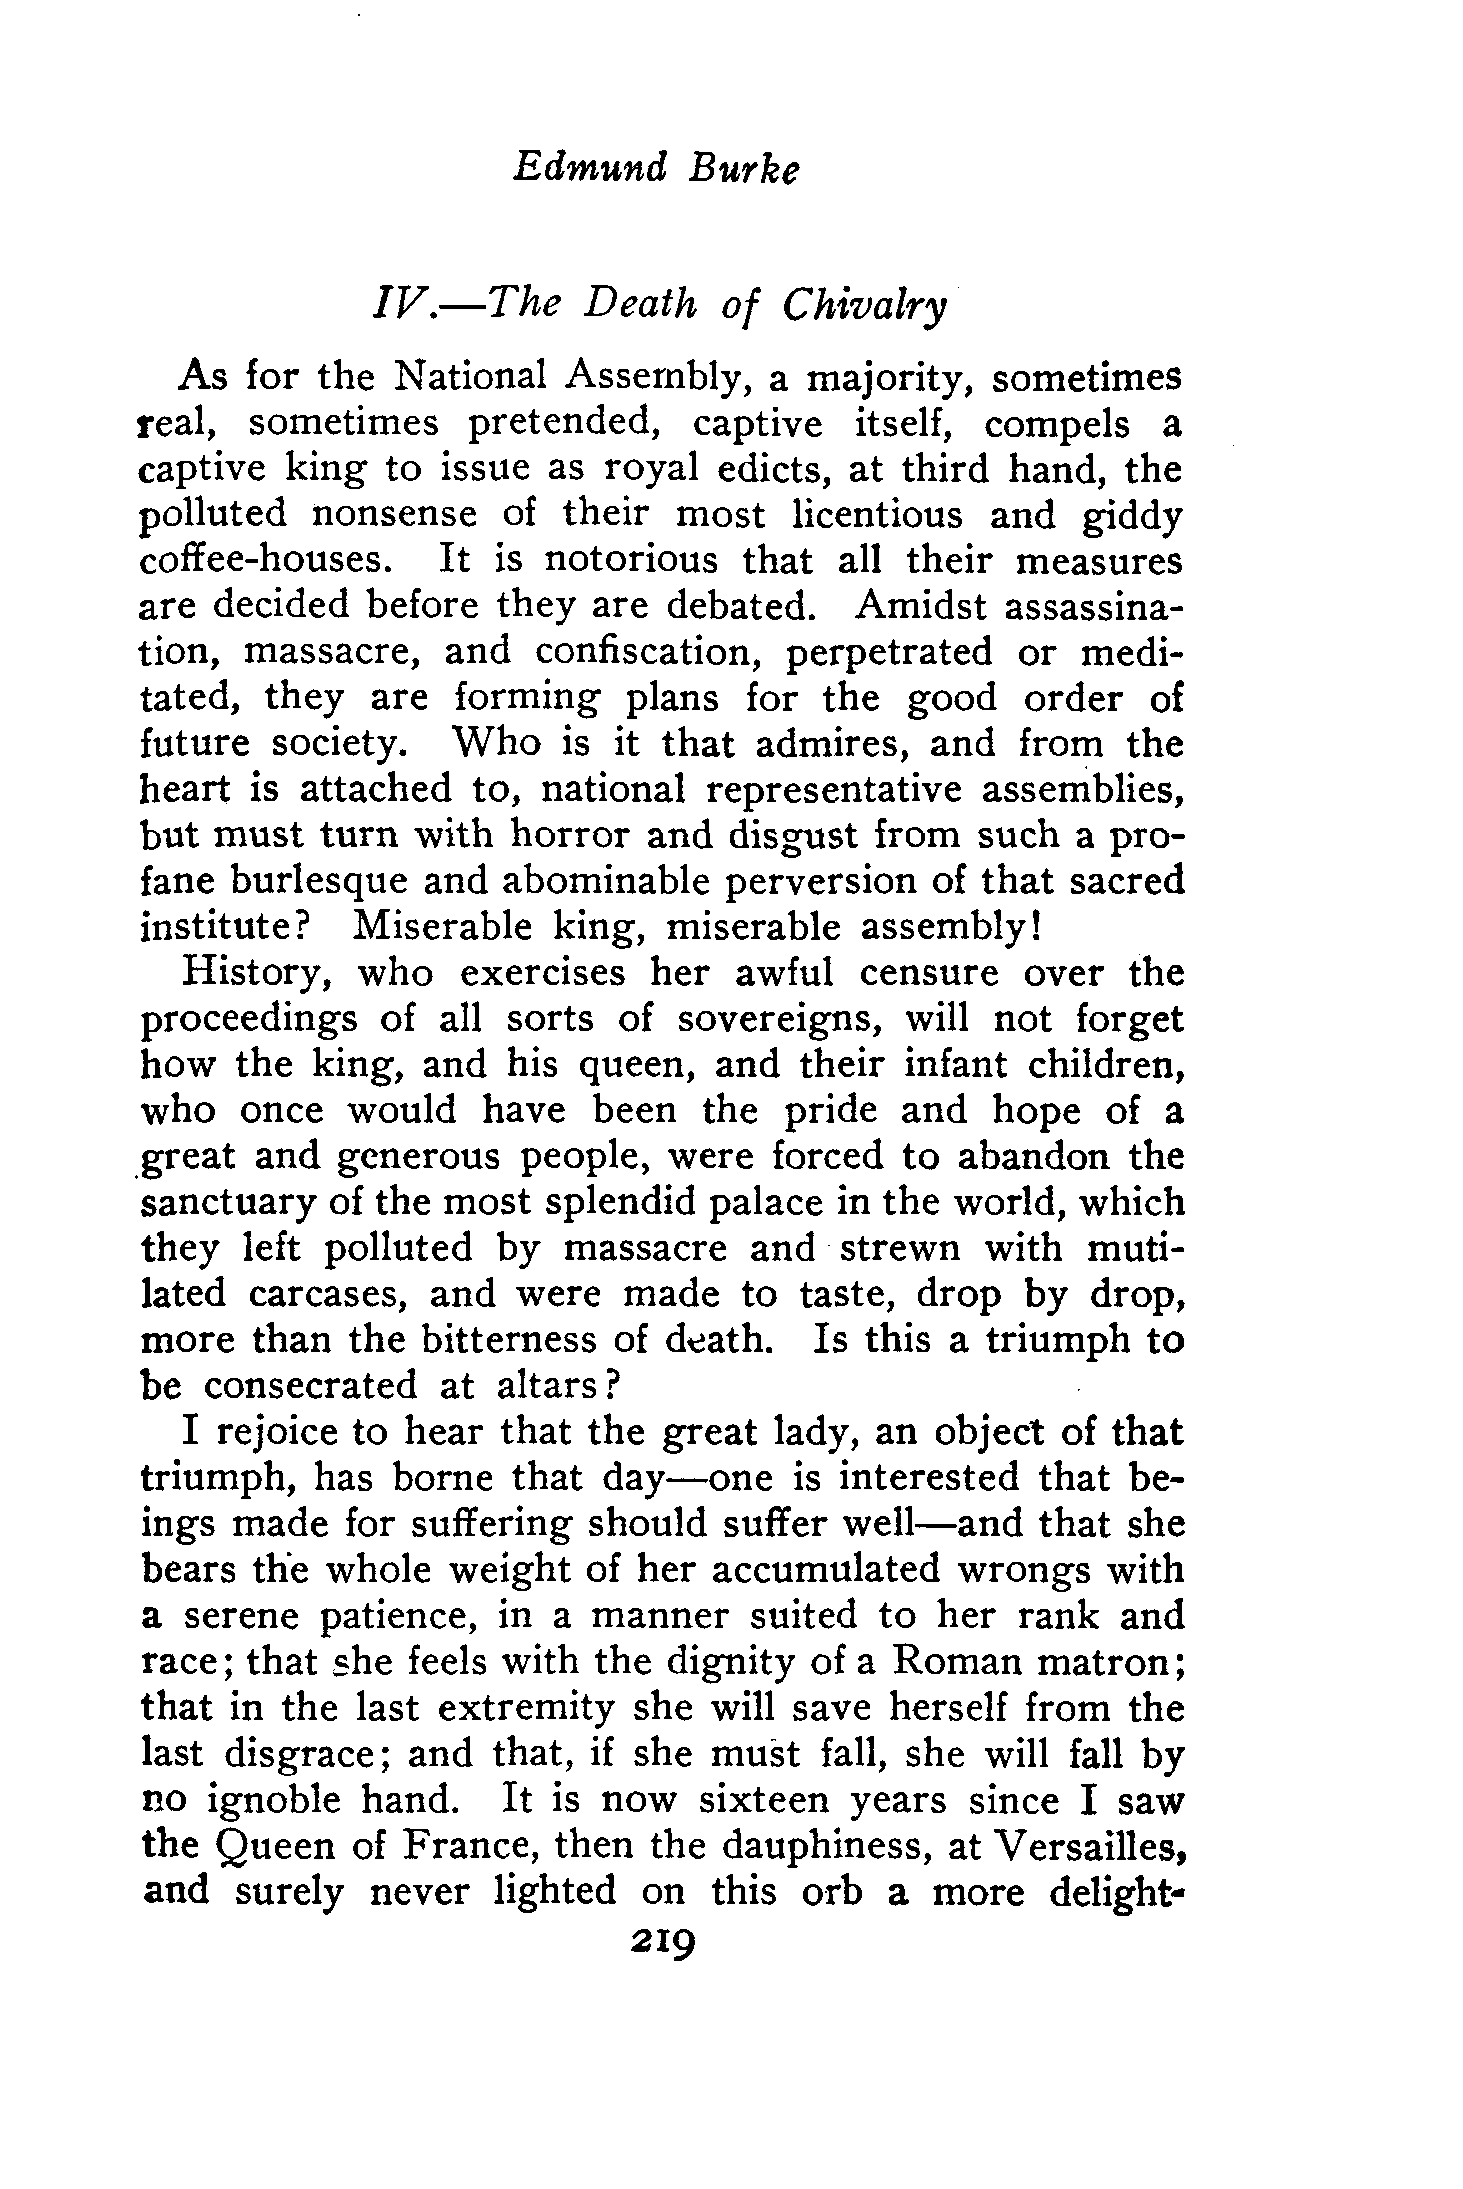 Edmund Burke
IV.—The Death of Chivalry
As for the National Assembly, a majority, sometimes
real, sometimes pretended, captive itself, compels a
captive king to issue as royal edicts, at third hand, the
polluted nonsense of their most licentious and giddy
coffee-houses. It is notorious that all their measures
are decided before they are debated. Amidst assassina-
tion, massacre, and confiscation, perpetrated or medi-
tated, they are forming plans for the good order of
future society. Who is it that admires, and from the
heart is attached to, national representative assemblies,
but must turn with horror and disgust from such a pro-
fane burlesque and abominable perversion of that sacred
institute? Miserable king, miserable assembly!
History, who exercises her awful censure over the
proceedings of all sorts of sovereigns, will not forget
how the king, and his queen, and their infant children,
who once would have been the pride and hope of a
great and generous people, were forced to abandon the
sanctuary of the most splendid palace in the world, which
they left polluted by massacre and strewn with muti-
lated carcases, and were made to taste, drop by drop,
more than the bitterness of death. Is this a triumph to
be consecrated at altars?
I rejoice to hear that the great lady, an object of that
triumph, has borne that day—one is interested that be-
ings made for suffering should suffer well—and that she
bears the whole weight of her accumulated wrongs with
a serene patience, in a manner suited to her rank and
race; that she feels with the dignity of a Roman matron;
that in the last extremity she will save herself from the
last disgrace; and that, if she must fall, she will fall by
no ignoble hand. It is now sixteen years since I saw
the Queen of France, then the dauphiness, at Versailles,
and surely never lighted on this orb a more delight-
219